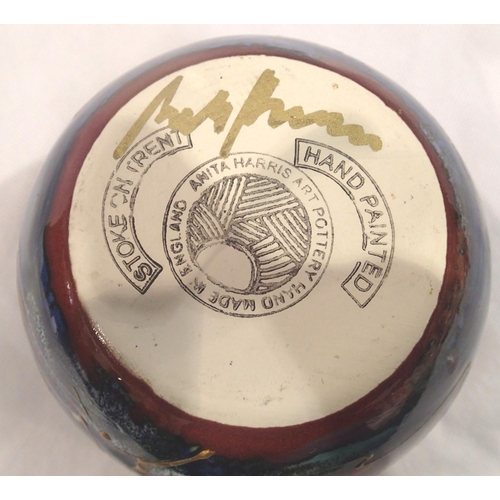 STOKE ON TRENT
ANITA HARRIS ART POTTERY HAND MADE IN ENGLAND
HAND PAINTED